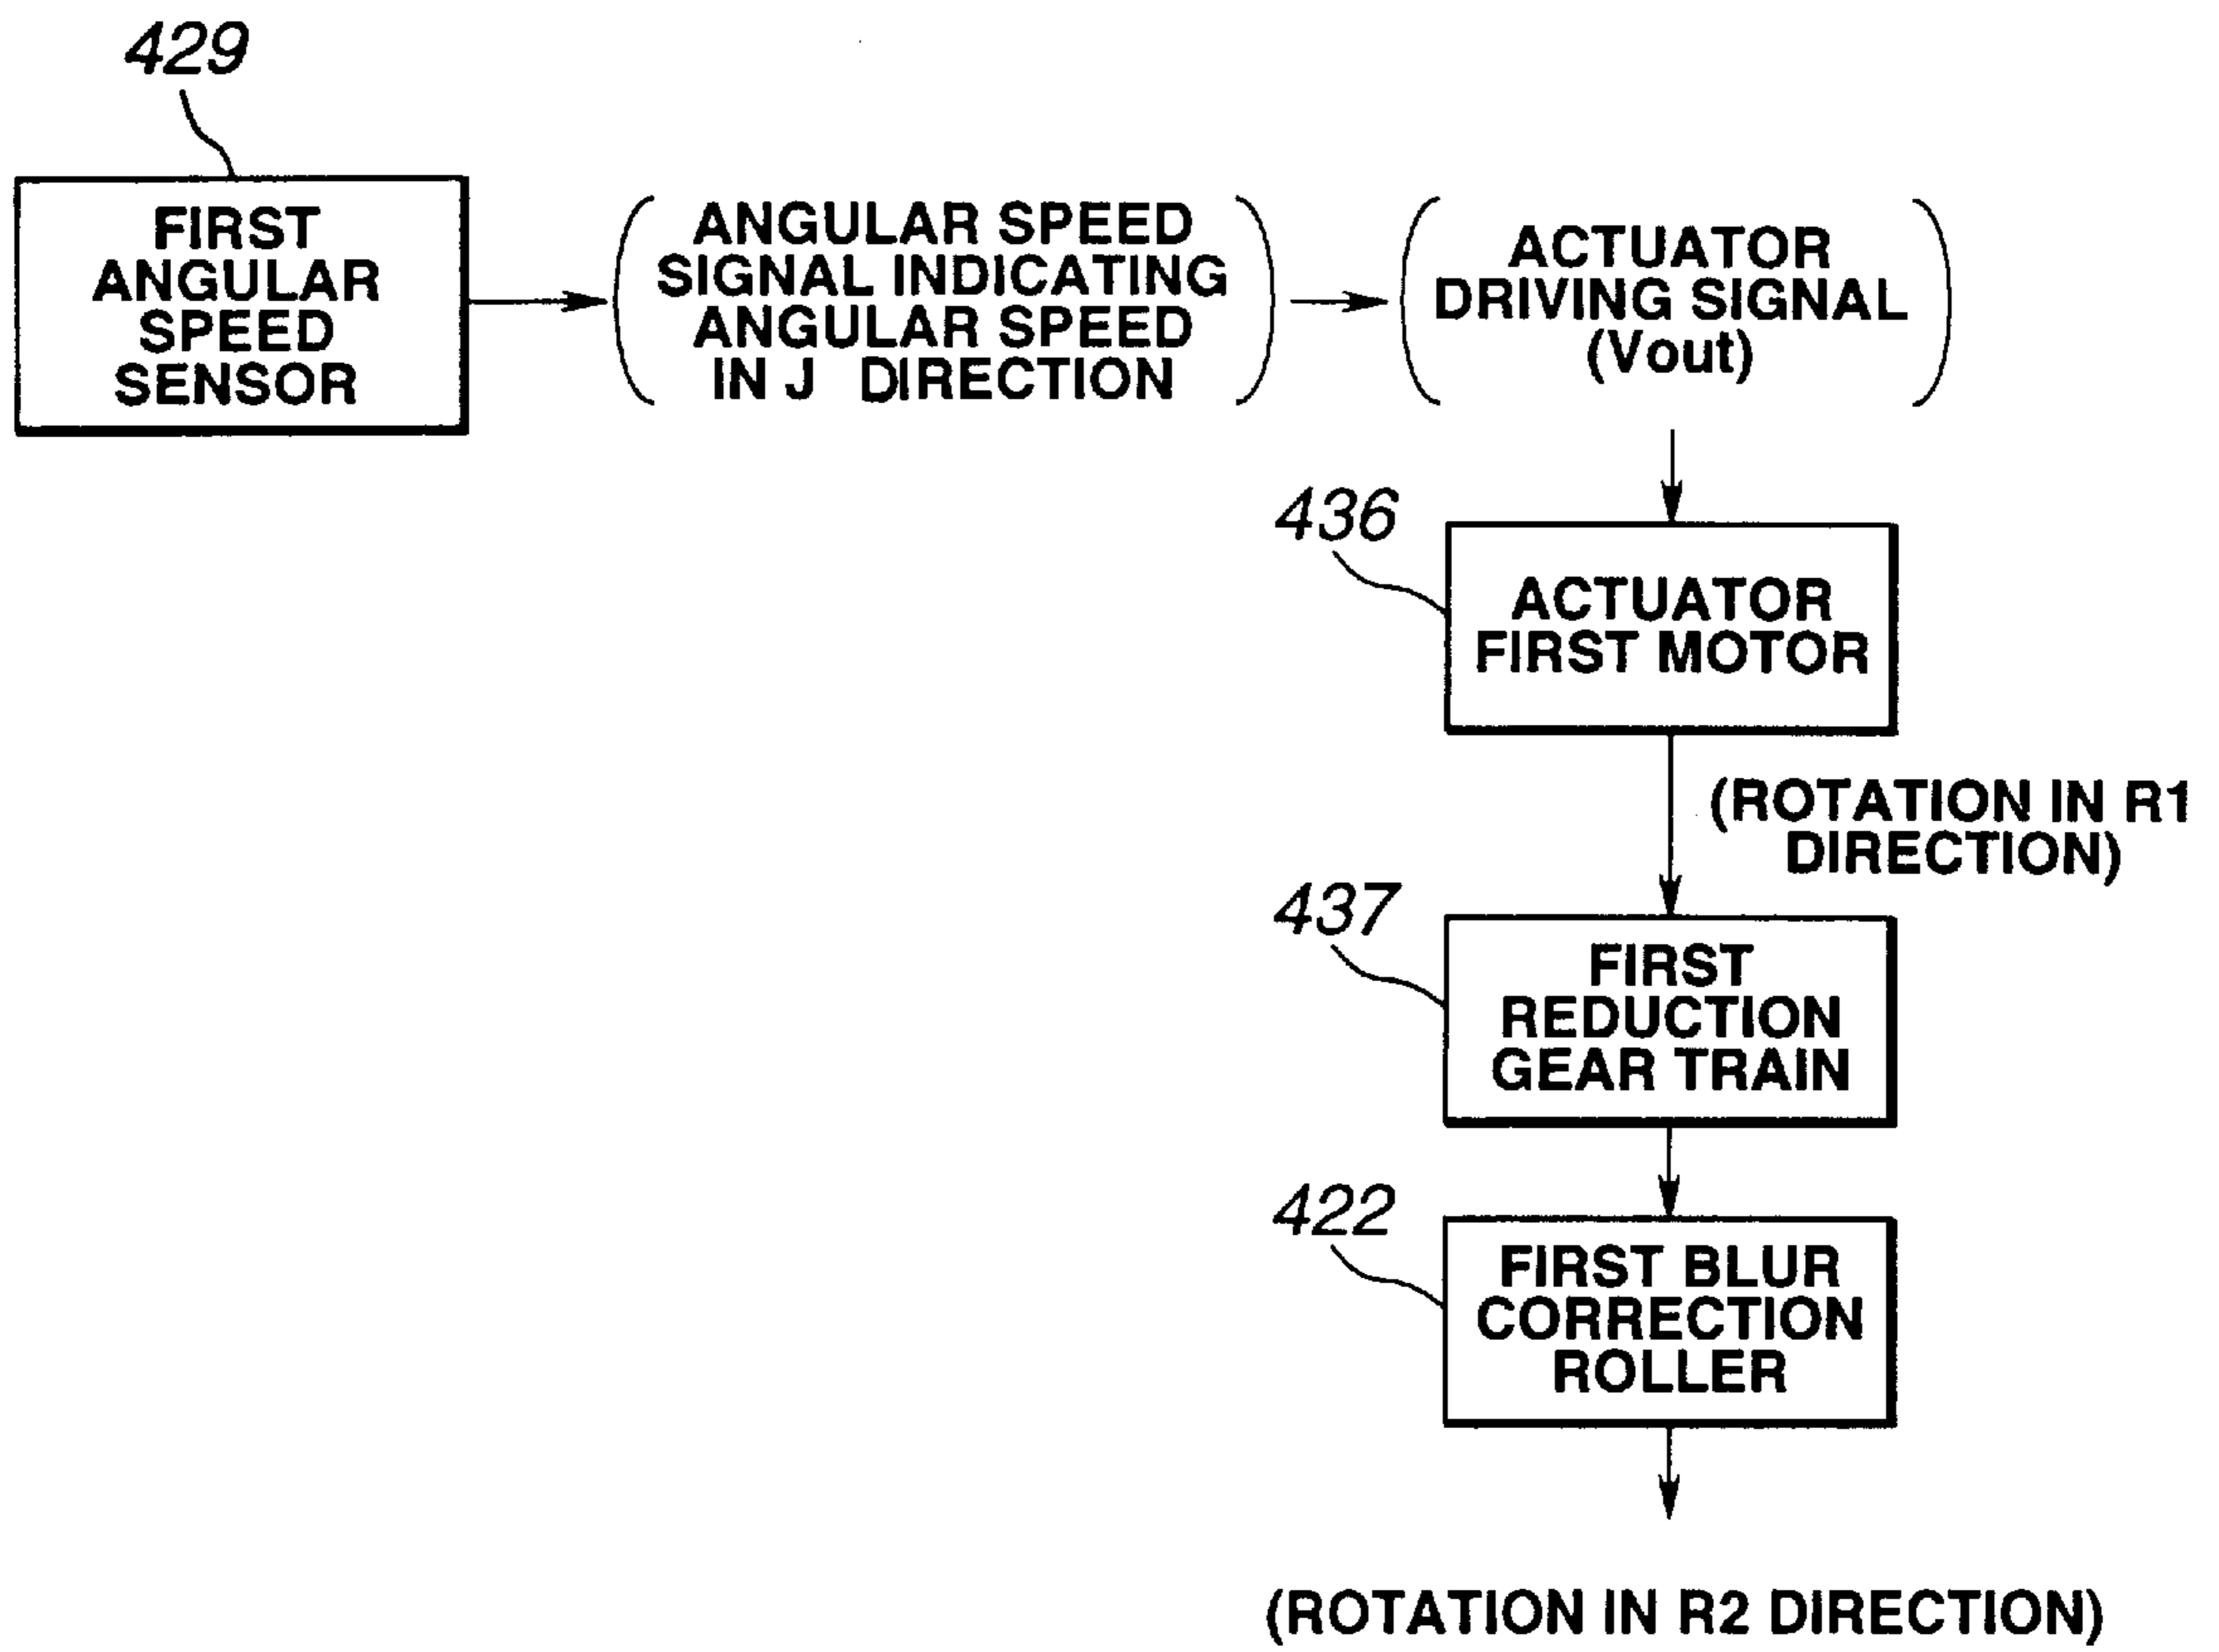 429
FIRST
ANGULAR
SPEED
SENSOR
ANGULAR SPEED
SIGNAL INDICATING
ANGULAR SPEED
IN J DIRECTION
ACTUATOR
DRIVING SIGNAL
(Vout)
436
ACTUATOR
FIRST MOTOR
(ROTATION IN R1
DIRECTION)
437
FIRST
REDUCTION
GEAR TRAIN
422
FIRST BLUR
CORRECTION
ROLLER
(ROTATION IN R2 DIRECTION)